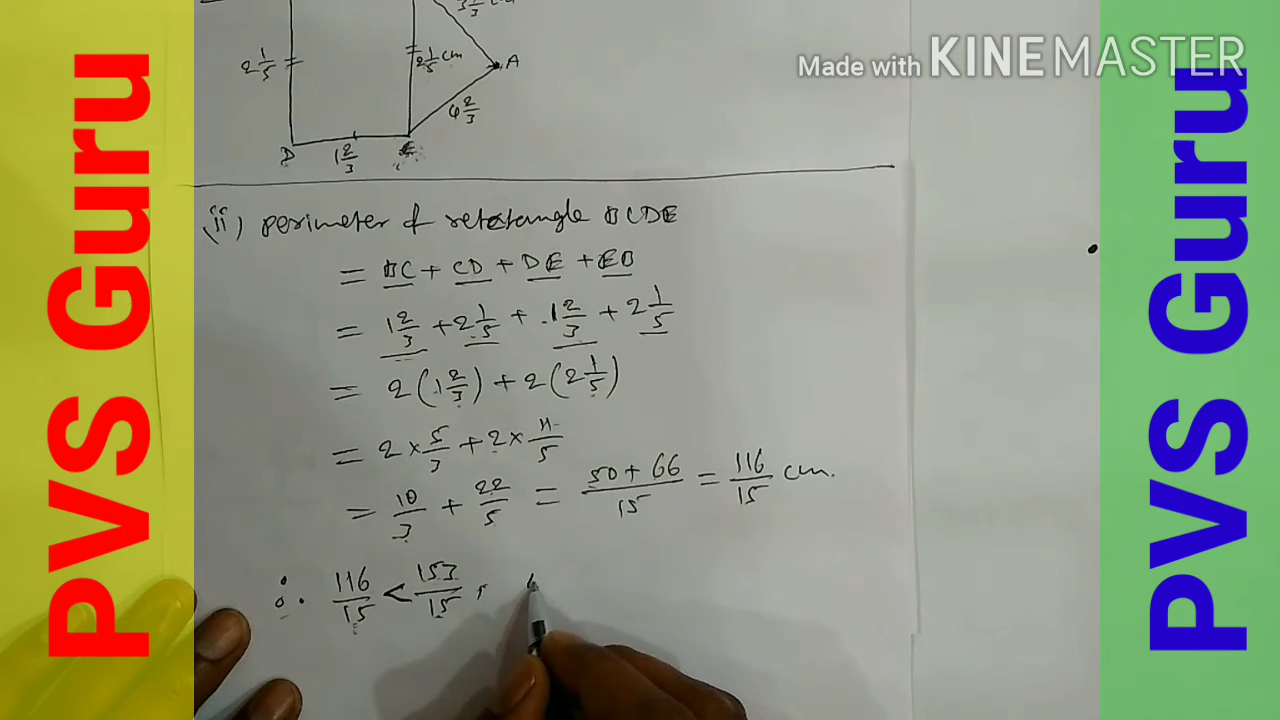 PVS Guru
Made with KINEMASTER
2 1/5
2 1/5 cm
A
4 2/3
D
1 2/3
E
(ii) perimeter of retctangle BCDE
= BC + CD + DE + EB
= 1 2/3 + 2 1/5 + 1 2/3 + 2 1/5
= 2(1 2/3) + 2(2 1/5)
= 2 × 5/3 + 2 × 11/5
= 10/3 + 22/5 = 50 + 66/15 = 116/15 cm.
∴ 116/15 < 153/15,
PVS Guru